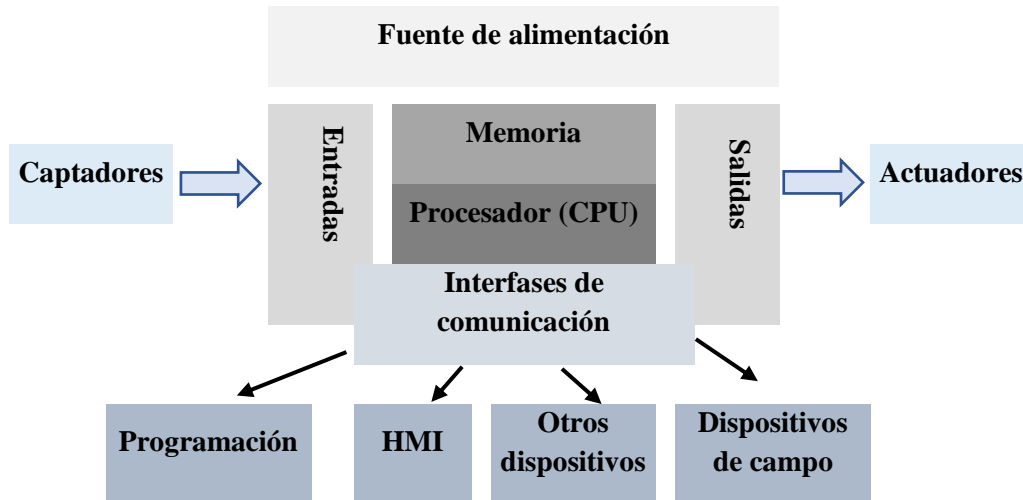 Fuente de alimentación
Captadores
Entradas
Memoria
Procesador (CPU)
Salidas
Actuadores
Interfases de
comunicación
Programación
HMI
Otros
dispositivos
Dispositivos
de campo